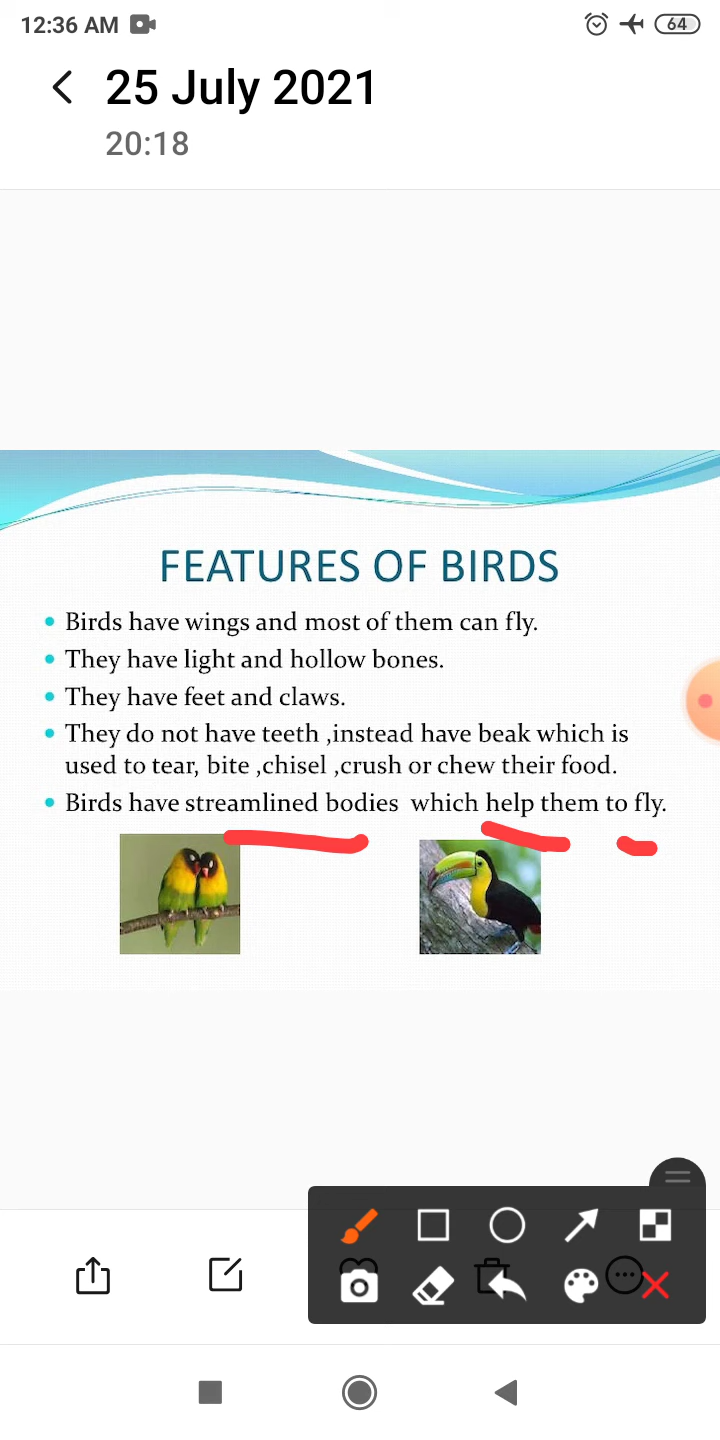 12:36 AM
64
25 July 2021
20:18
FEATURES OF BIRDS
• Birds have wings and most of them can fly.
• They have light and hollow bones.
• They have feet and claws.
• They do not have teeth ,instead have beak which is
used to tear, bite ,chisel ,crush or chew their food.
• Birds have streamlined bodies  which help them to fly.